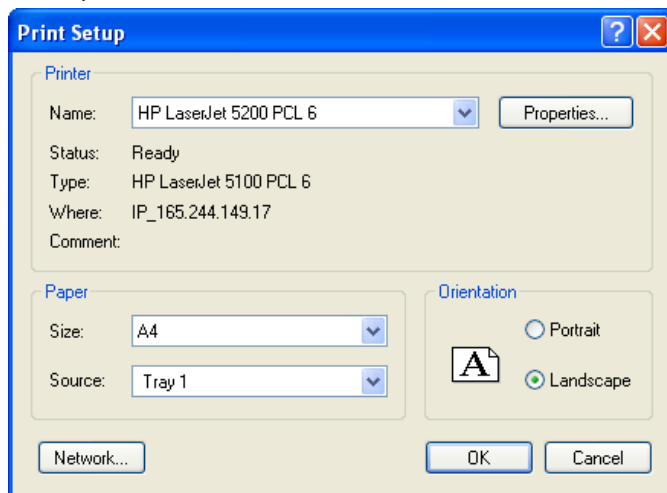 Print Setup
Printer
Name: HP LaserJet 5200 PCL 6 Properties...
Status: Ready
Type: HP LaserJet 5100 PCL 6
Where: IP_165.244.149.17
Comment:
Paper Orientation
Size: A4 Portrait
A
Source: Tray 1 Landscape
Network... OK Cancel